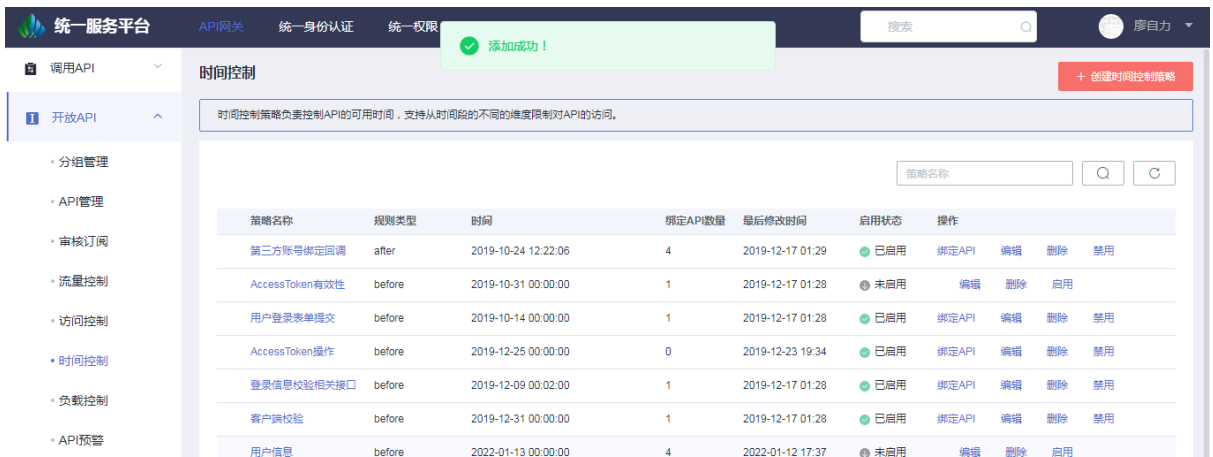 统一服务平台 API网关 统一身份认证 统一权限 搜索 廖自力
添加成功！
调用API
时间控制
+ 创建时间控制策略
开放API
时间控制策略负责控制API的可用时间，支持从时间段的不同的维度限制对API的访问。
分组管理
API管理
审核订阅
流量控制
访问控制
时间控制
负载控制
API预警
策略名称
策略名称 规则类型 时间 绑定API数量 最后修改时间 启用状态 操作
第三方账号绑定回调 after 2019-10-24 12:22:06 4 2019-12-17 01:29 已启用 绑定API 编辑 删除 禁用
AccessToken有效性 before 2019-10-31 00:00:00 1 2019-12-17 01:28 未启用 编辑 删除 启用
用户登录表单提交 before 2019-10-14 00:00:00 1 2019-12-17 01:28 已启用 绑定API 编辑 删除 禁用
AccessToken操作 before 2019-12-25 00:00:00 0 2019-12-23 19:34 已启用 绑定API 编辑 删除 禁用
登录信息校验相关接口 before 2019-12-09 00:02:00 1 2019-12-17 01:28 已启用 绑定API 编辑 删除 禁用
客户端校验 before 2019-12-31 00:00:00 1 2019-12-17 01:28 已启用 绑定API 编辑 删除 禁用
用户信息 before 2022-01-13 00:00:00 4 2022-01-12 17:37 未启用 编辑 删除 启用